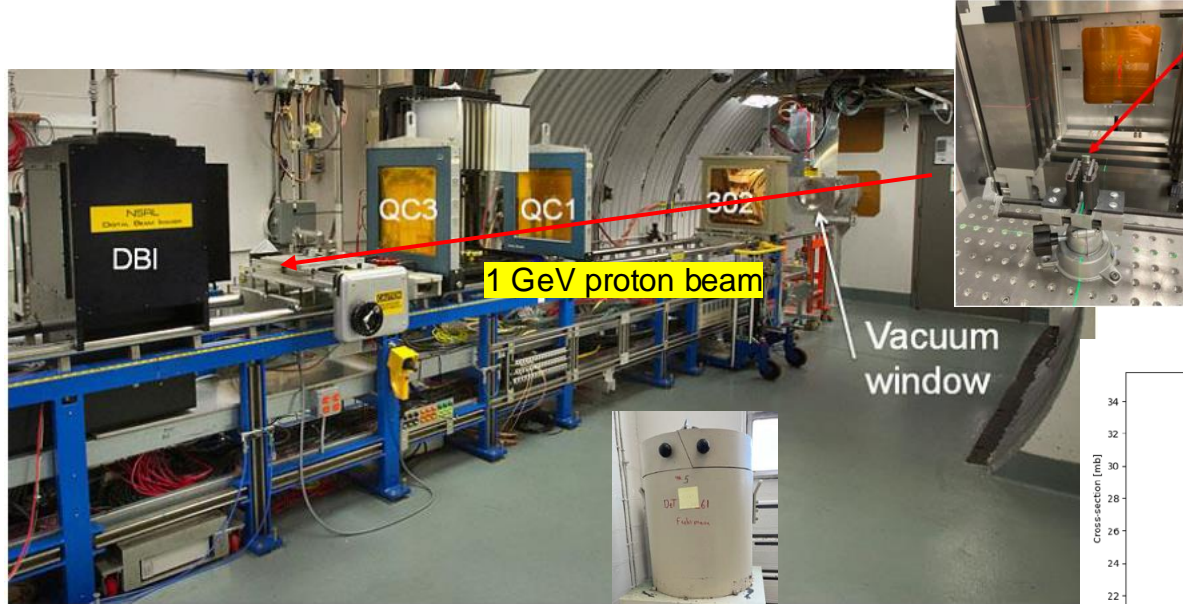 NSRL
DIGITAL BEAM IMAGER
DBI
QC3
QC1
302
1 GeV proton beam
Vacuum
window
Cross-section [mb]
34
32
30
28
26
24
22